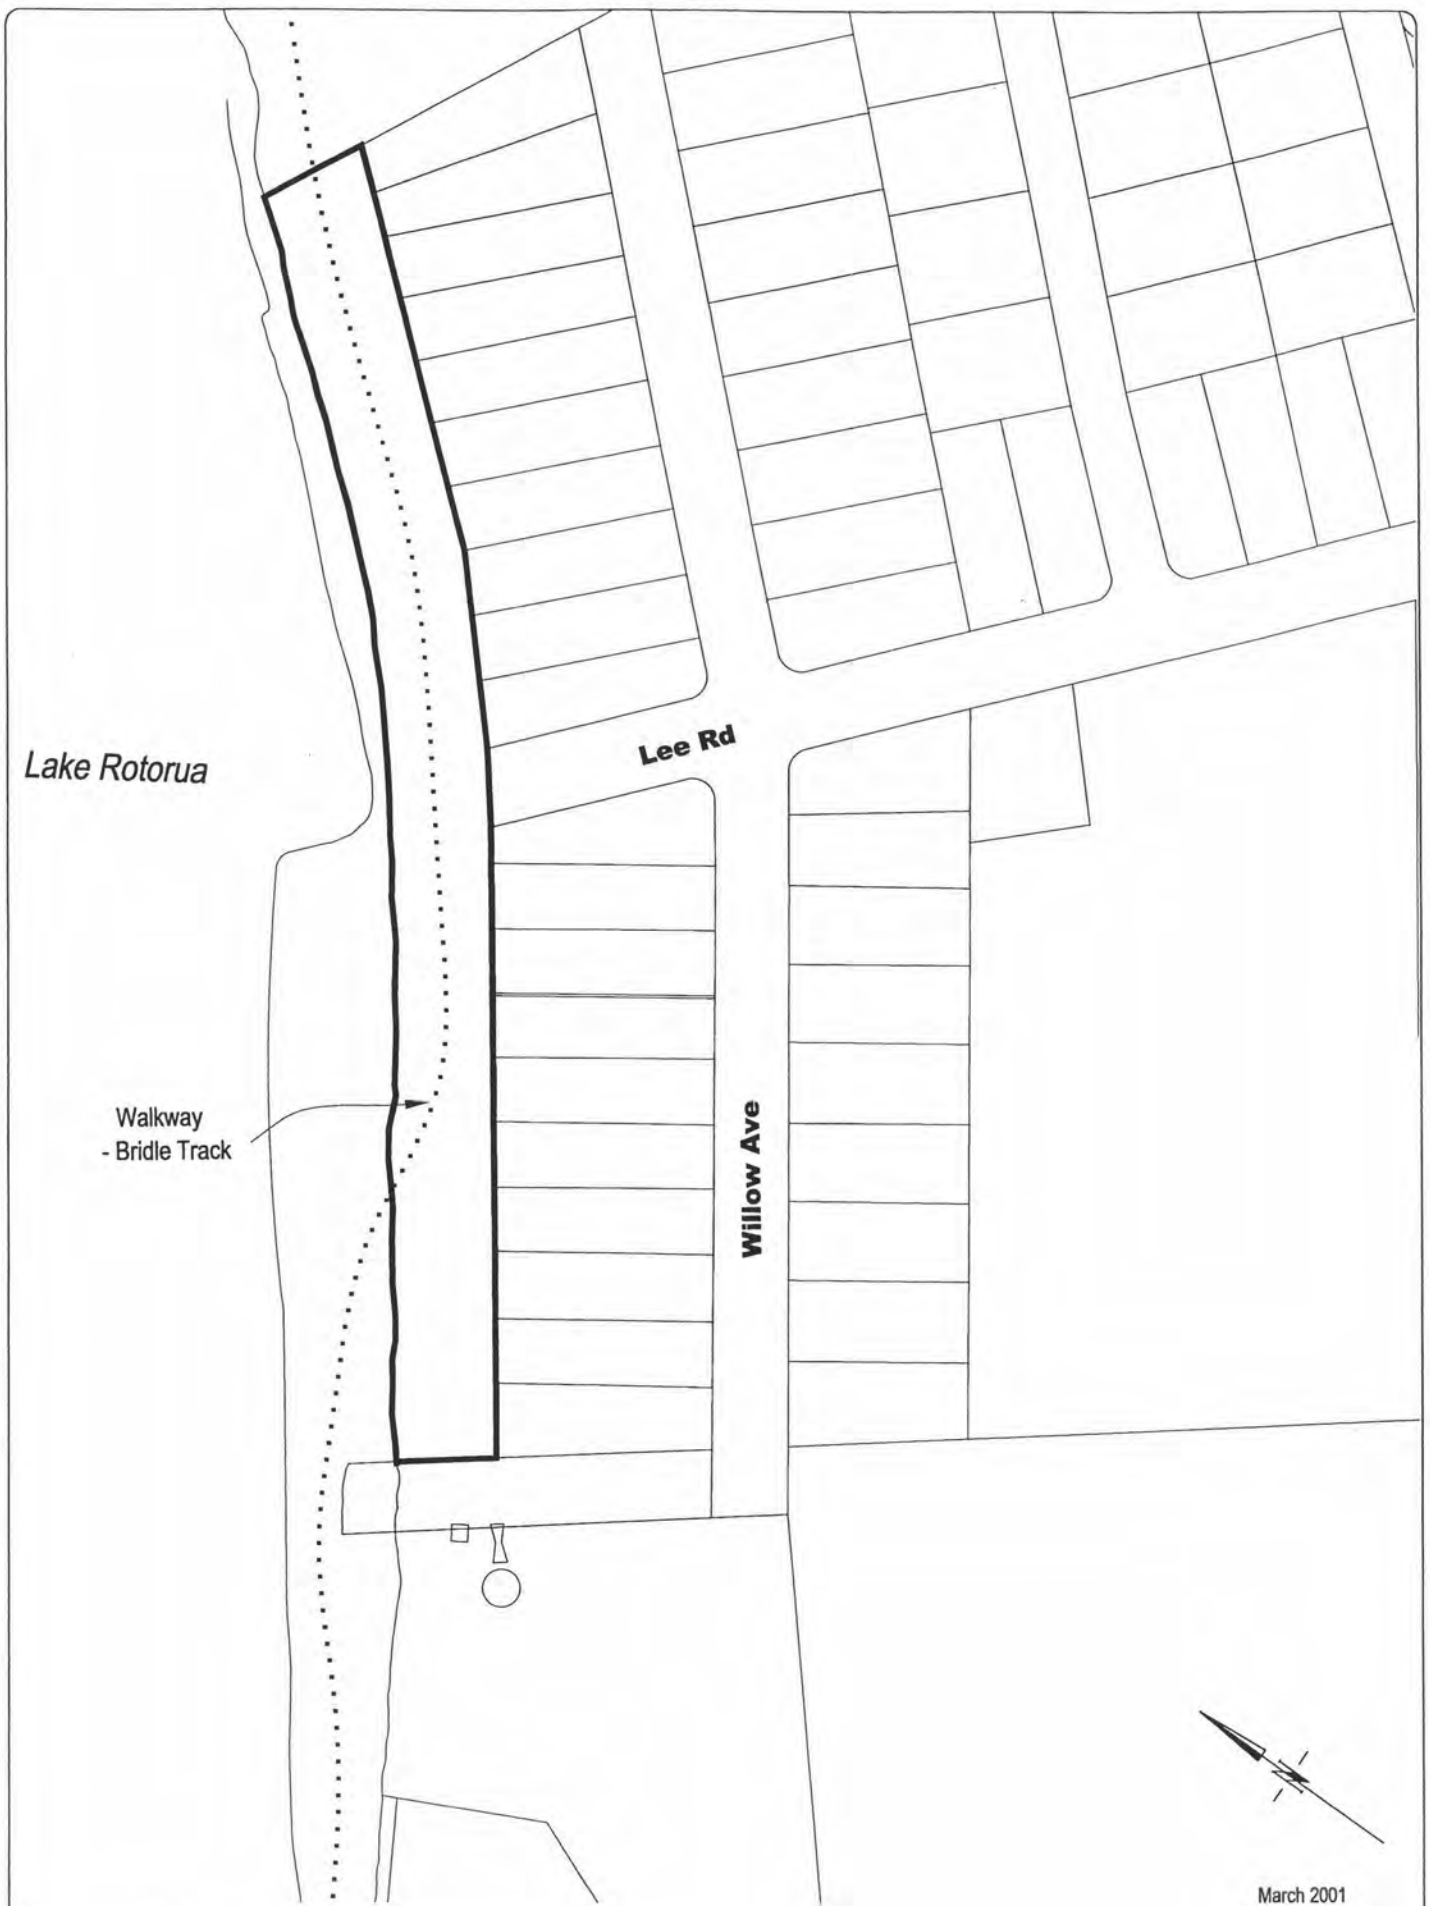 Lee Rd
Lake Rotorua
Walkway
- Bridle Track
Willow Ave
N
March 2001